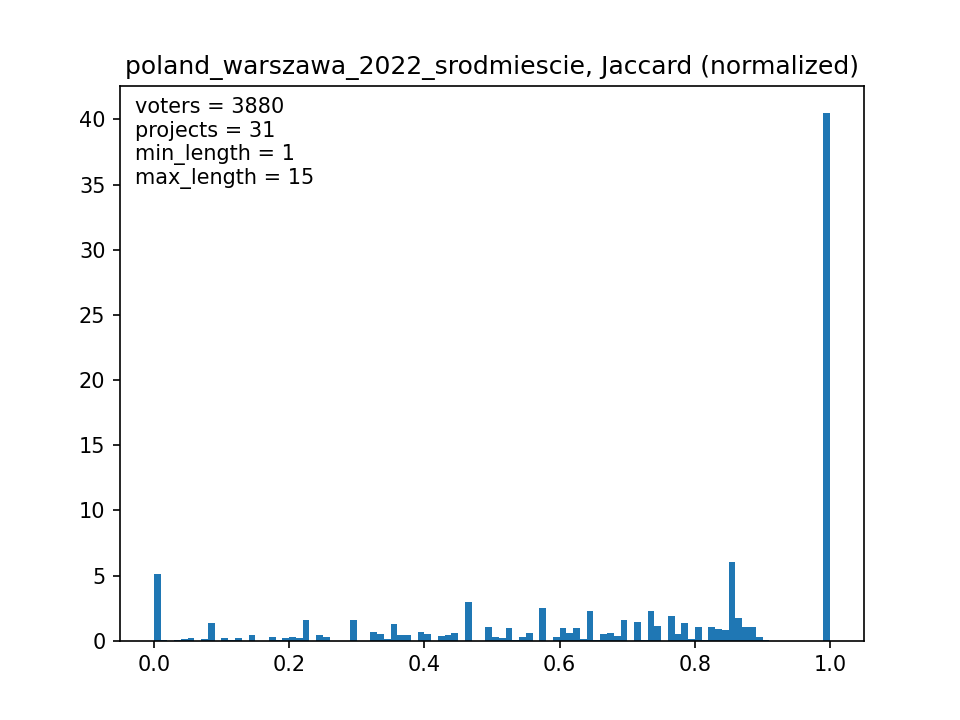 poland_warszawa_2022_srodmiescie, Jaccard (normalized)
voters = 3880
projects = 31
min_length = 1
max_length = 15
40
35
30
25
20
15
10
5
0
0.0 0.2 0.4 0.6 0.8 1.0